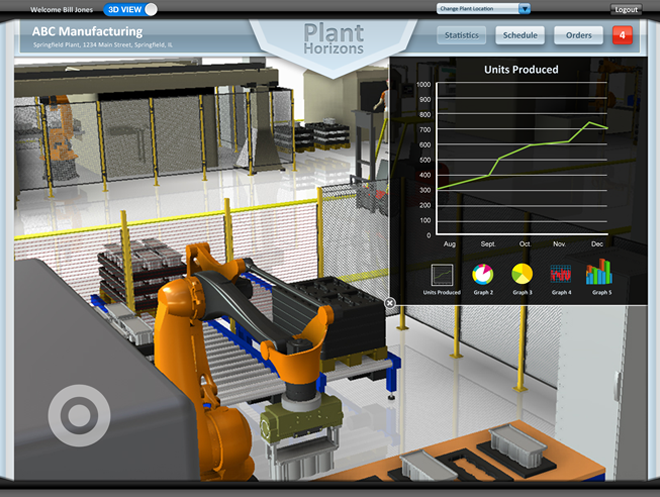 Welcome Bill Jones
3D VIEW
Change Plant Location
Logout
ABC Manufacturing
Springfield Plant, 1234 Main Street, Springfield, IL
Plant
Horizons
Statistics
Schedule
Orders
4
Units Produced
1000
900
800
700
600
500
400
300
200
100
0
Aug
Sept.
Oct.
Nov.
Dec
Units Produced
Graph 2
Graph 3
Graph 4
Graph 5